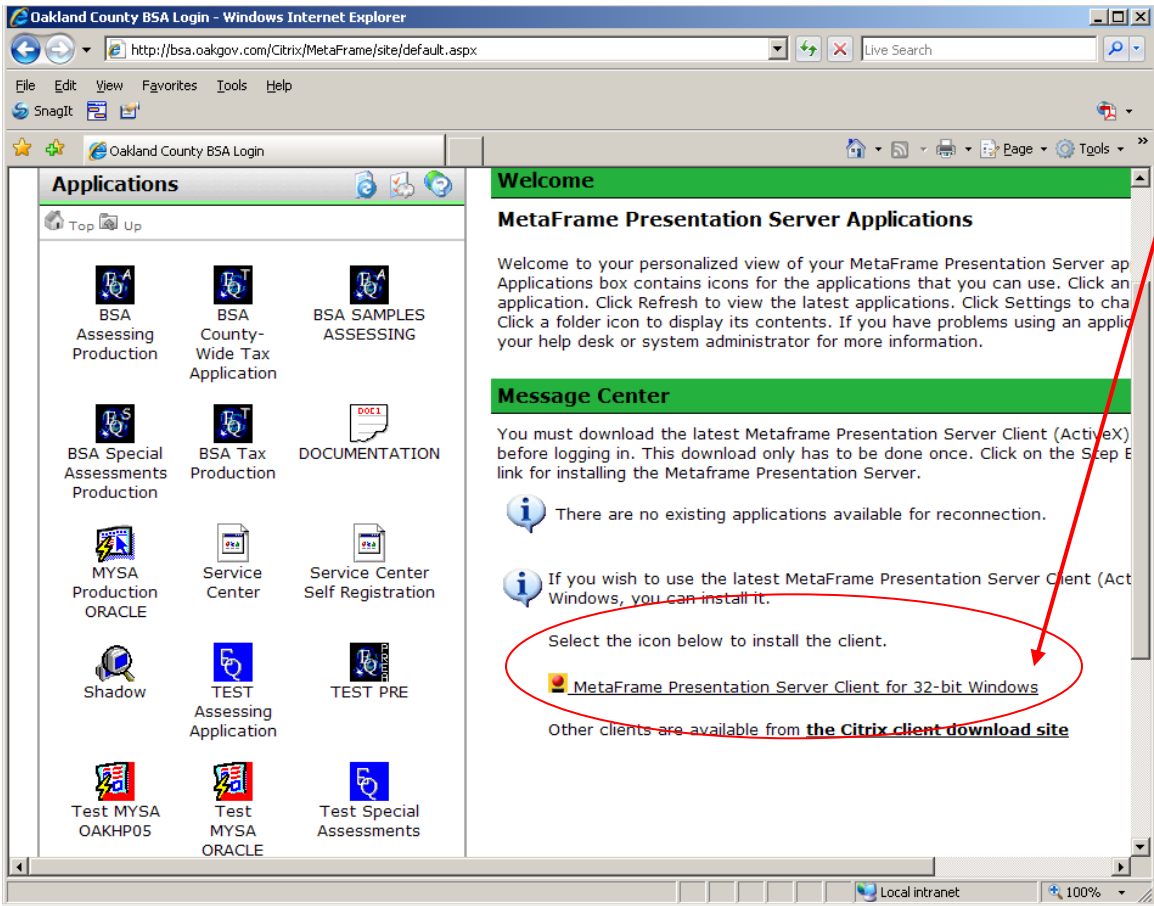 Oakland County BSA Login - Windows Internet Explorer
http://bsa.oakgov.com/Citrix/MetaFrame/site/default.aspx
Live Search
File Edit View Favorites Tools Help
SnagIt
Oakland County BSA Login
Page Tools »
Applications
Top Up
BSA
Assessing
Production
BSA
County-
Wide Tax
Application
BSA SAMPLES
ASSESSING
BSA Special
Assessments
Production
BSA Tax
Production
DOC1
DOCUMENTATION
MYSA
Production
ORACLE
Service
Center
Service Center
Self Registration
Shadow
TEST
Assessing
Application
TEST PRE
Test MYSA
OAKHP05
Test
MYSA
ORACLE
Test Special
Assessments
Welcome
MetaFrame Presentation Server Applications
Welcome to your personalized view of your MetaFrame Presentation Server ap
Applications box contains icons for the applications that you can use. Click an
application. Click Refresh to view the latest applications. Click Settings to cha
Click a folder icon to display its contents. If you have problems using an applic
your help desk or system administrator for more information.
Message Center
You must download the latest Metaframe Presentation Server Client (ActiveX)
before logging in. This download only has to be done once. Click on the Step
link for installing the Metaframe Presentation Server.
There are no existing applications available for reconnection.
If you wish to use the latest MetaFrame Presentation Server Client (Act
Windows, you can install it.
Select the icon below to install the client.
MetaFrame Presentation Server Client for 32-bit Windows
Other clients are available from the Citrix client download site
Local intranet
100%